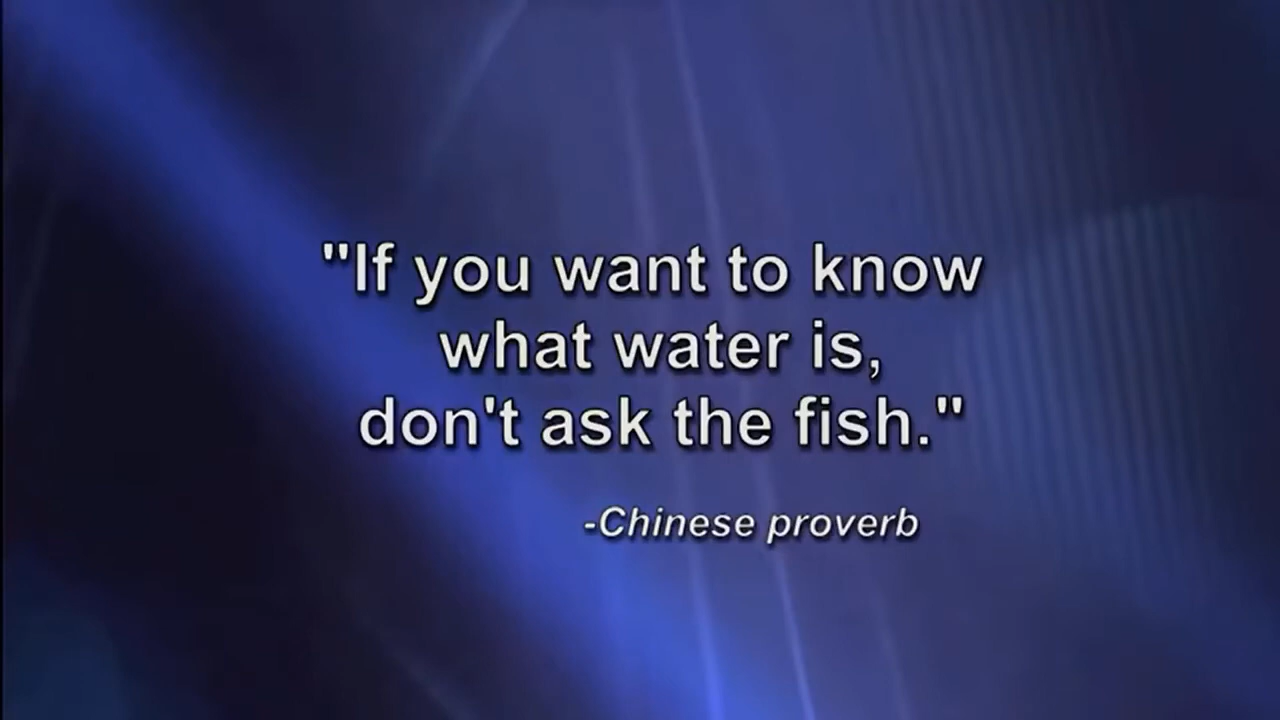 "If you want to know
what water is,
don't ask the fish."
-Chinese proverb